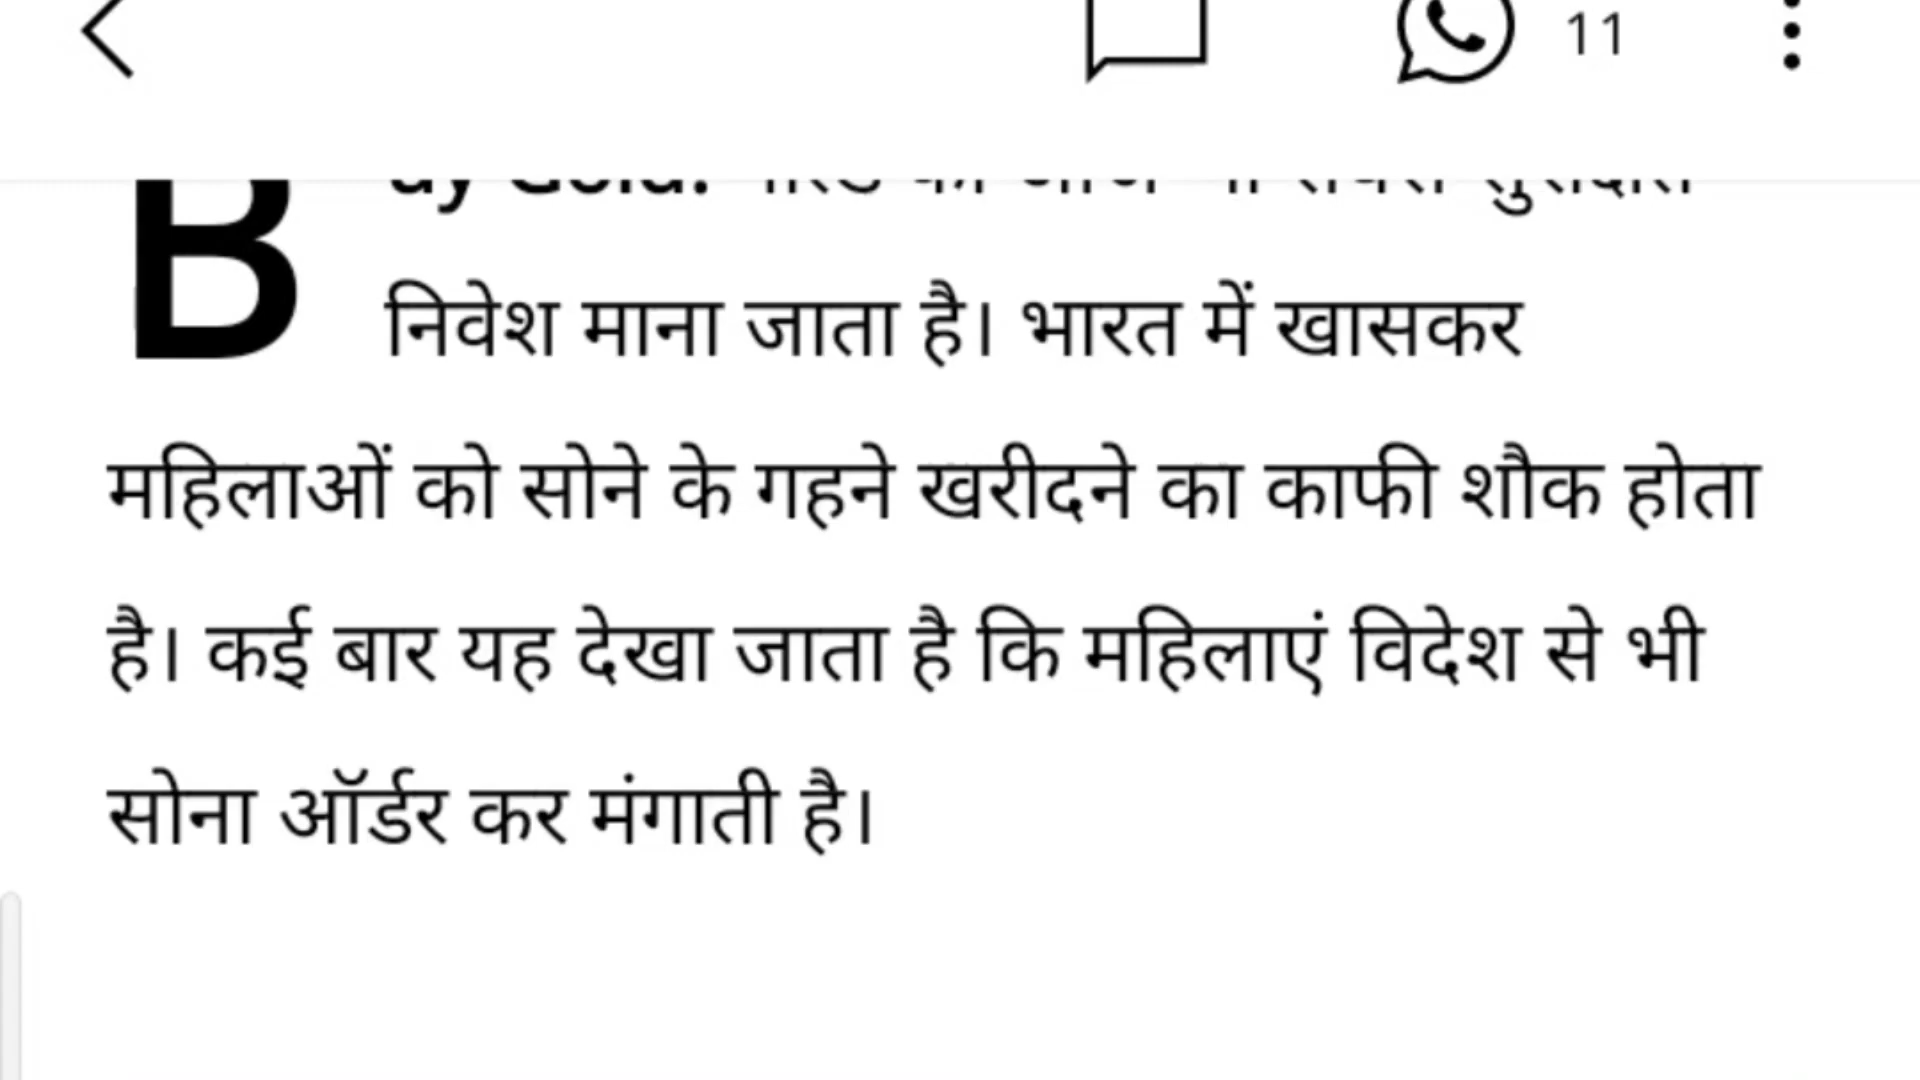 11
B
निवेश माना जाता है। भारत में खासकर
महिलाओं को सोने के गहने खरीदने का काफी शौक होता
है। कई बार यह देखा जाता है कि महिलाएं विदेश से भी
सोना ऑर्डर कर मंगाती है।